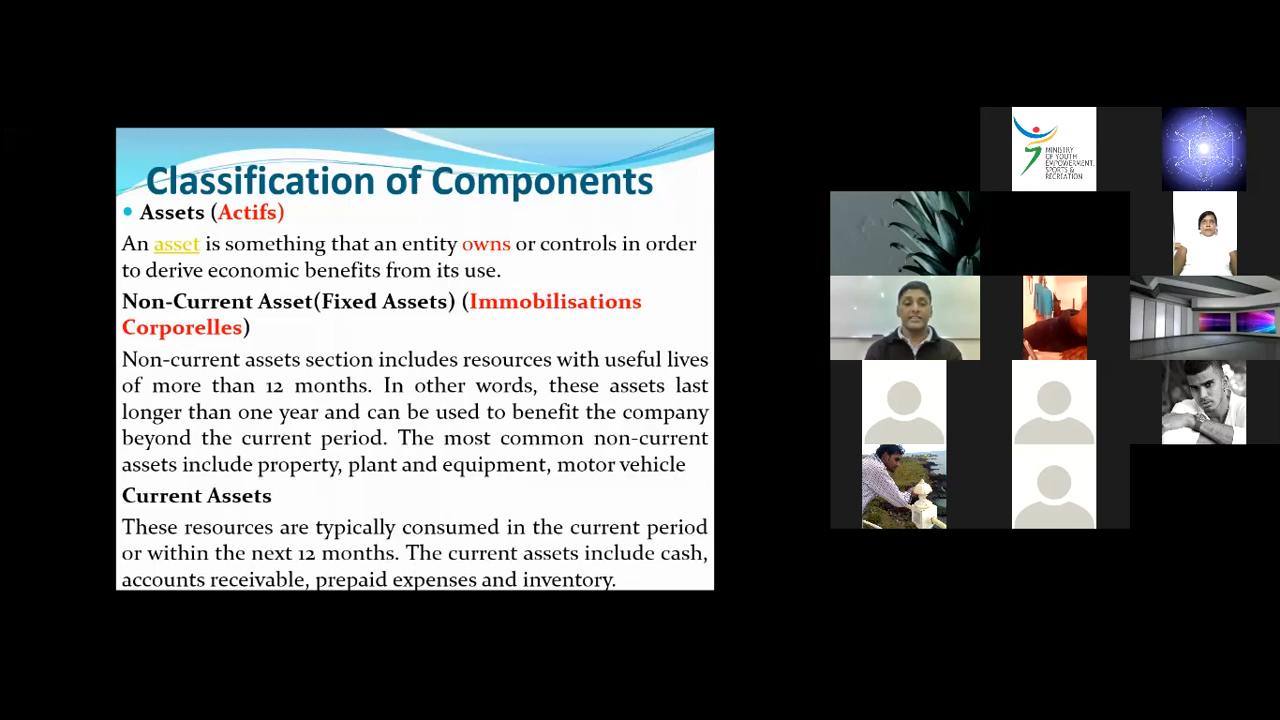 Classification of Components
• Assets (Actifs)
An asset is something that an entity owns or controls in order
to derive economic benefits from its use.
Non-Current Asset(Fixed Assets) (Immobilisations
Corporelles)
Non-current assets section includes resources with useful lives
of more than 12 months. In other words, these assets last
longer than one year and can be used to benefit the company
beyond the current period. The most common non-current
assets include property, plant and equipment, motor vehicle
Current Assets
These resources are typically consumed in the current period
or within the next 12 months. The current assets include cash,
accounts receivable, prepaid expenses and inventory.
MINISTRY
OF YOUTH
EMPOWERMENT,
SPORTS &
RECREATION